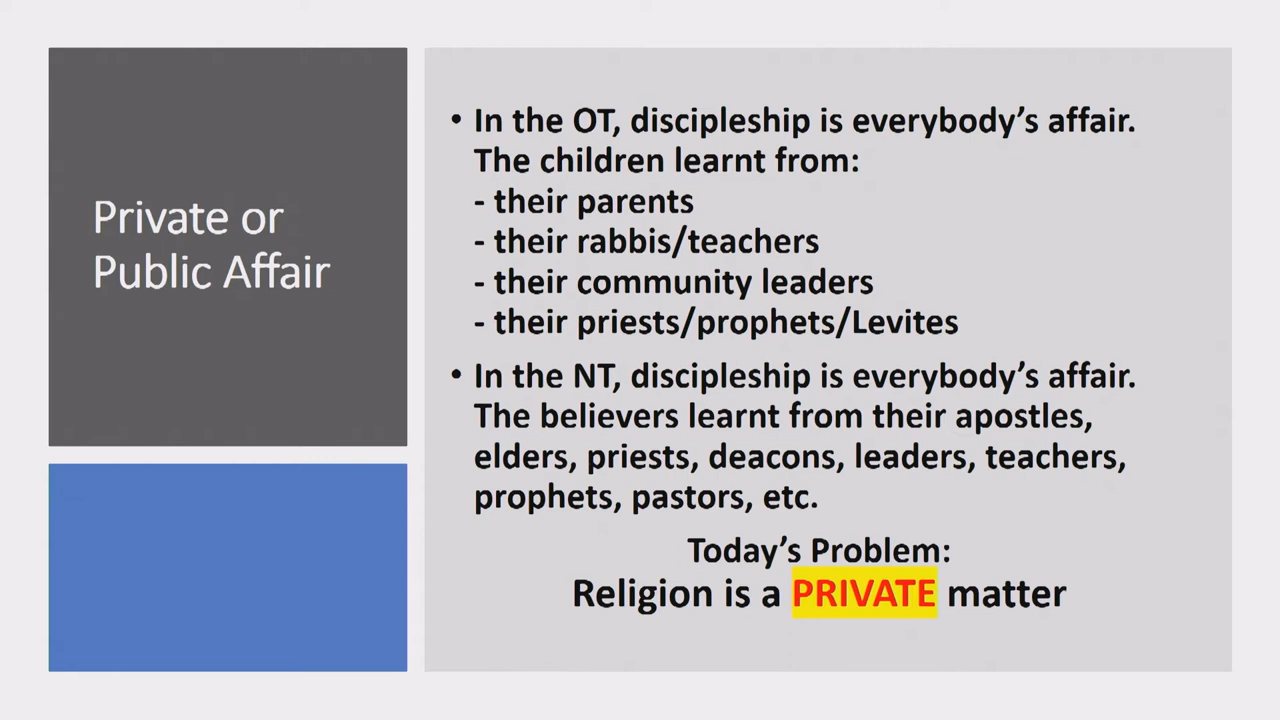 Private or
Public Affair
• In the OT, discipleship is everybody’s affair.
The children learnt from:
- their parents
- their rabbis/teachers
- their community leaders
- their priests/prophets/Levites
• In the NT, discipleship is everybody’s affair.
The believers learnt from their apostles,
elders, priests, deacons, leaders, teachers,
prophets, pastors, etc.
Today’s Problem:
Religion is a PRIVATE matter